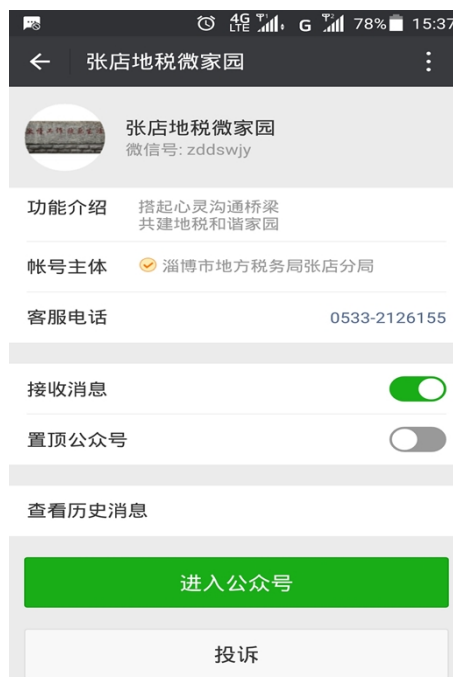 4G LTE G 78% 15:37
张店地税微家园
张店地税微家园
微信号: zddswjy
功能介绍 搭起心灵沟通桥梁
共建地税和谐家园
帐号主体 淄博市地方税务局张店分局
客服电话 0533-2126155
接收消息
置顶公众号
查看历史消息
进入公众号
投诉